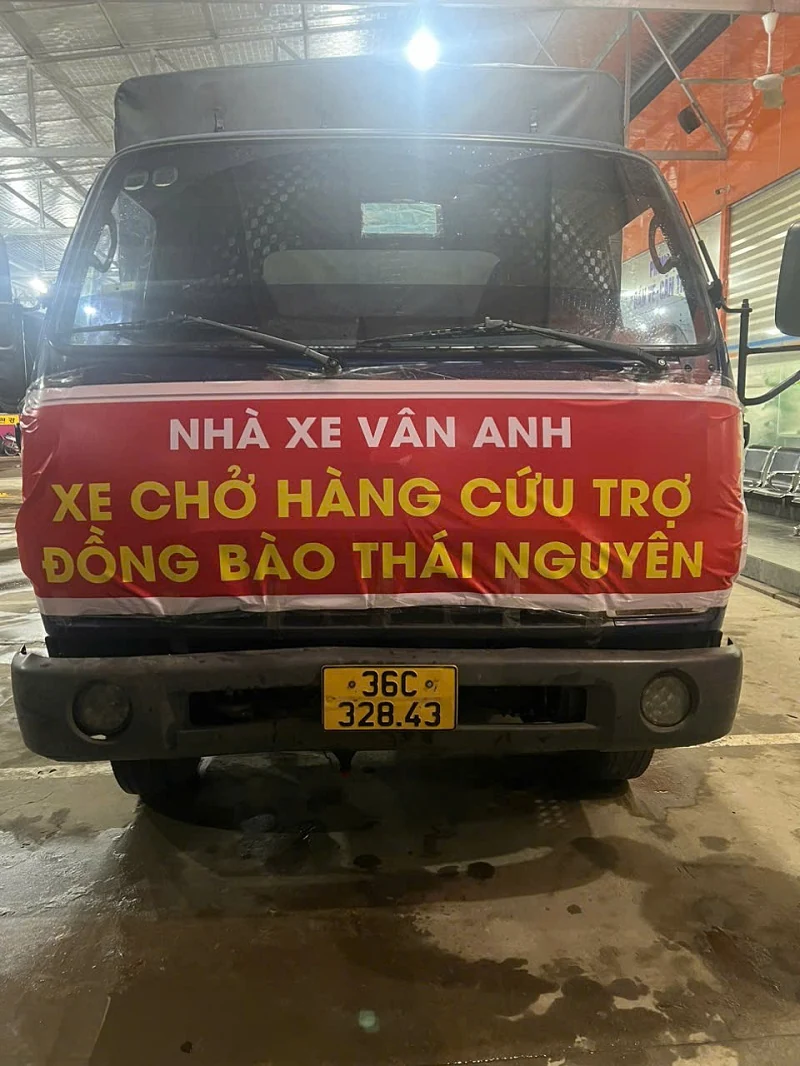 NHÀ XE VÂN ANH
XE CHỞ HÀNG CỨU TRỢ
ĐỒNG BÀO THÁI NGUYÊN
36C
328.43